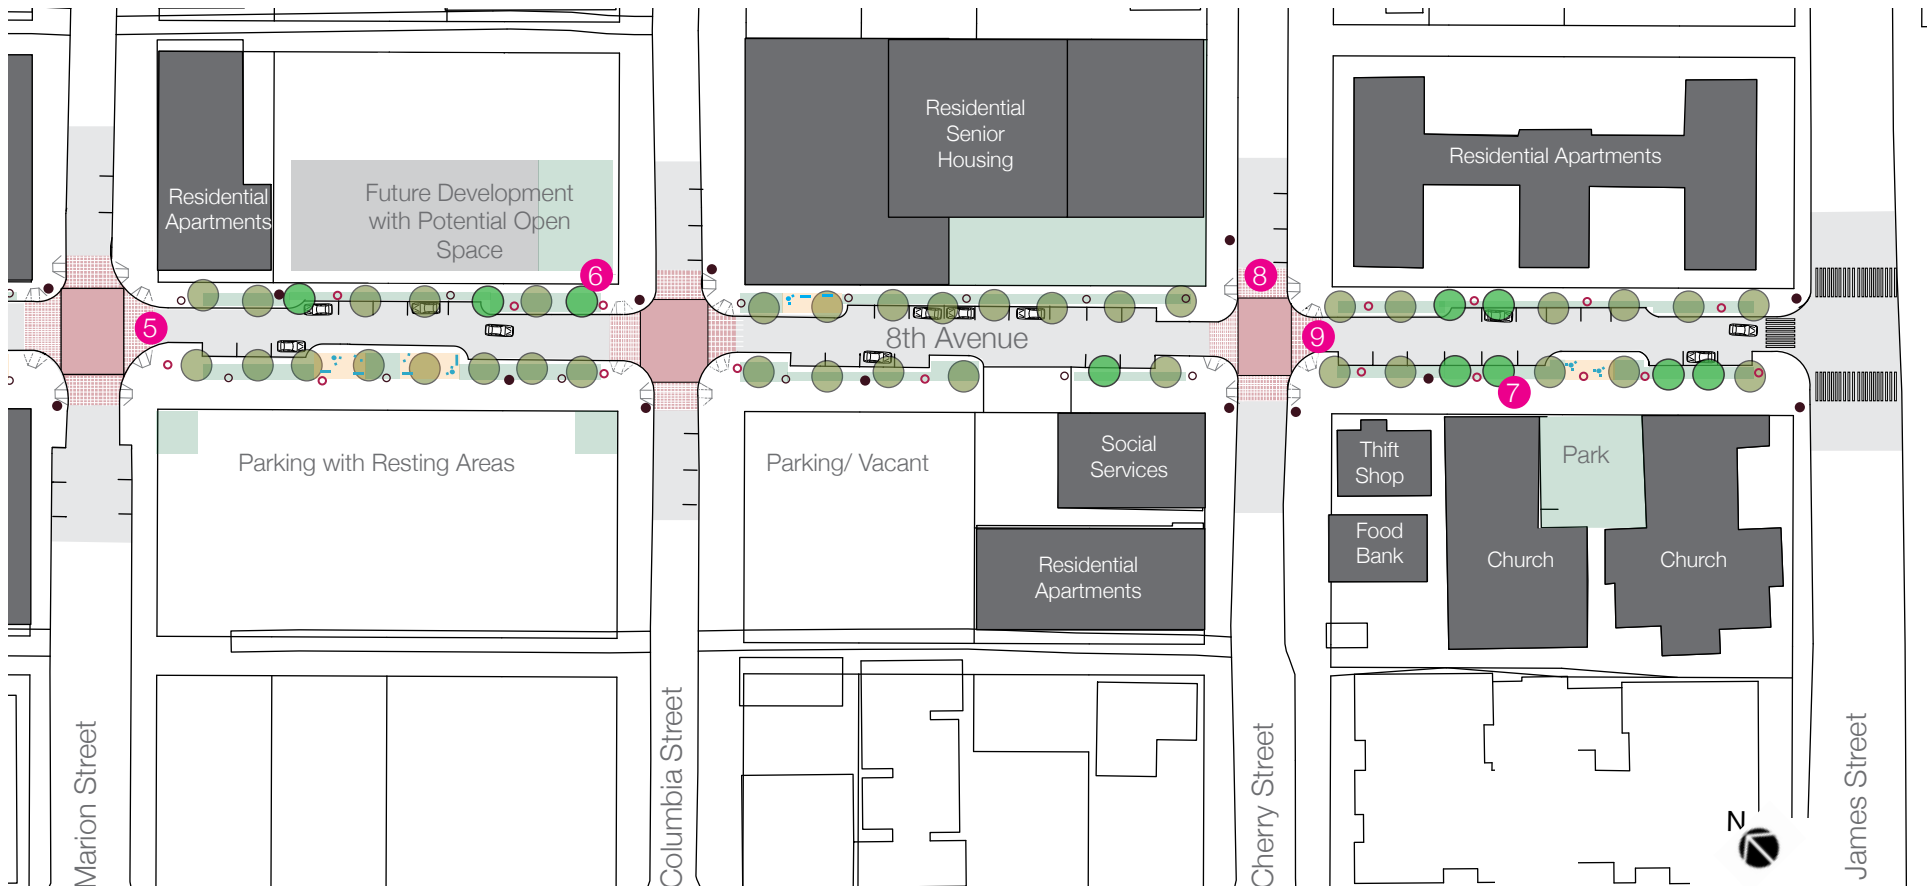 Residential
Apartments
Future Development
with Potential Open
Space
6
5
Residential
Senior
Housing
8
Residential Apartments
8th Avenue
9
7
Parking with Resting Areas
Parking/ Vacant
Social
Services
Residential
Apartments
Thift
Shop
Food
Bank
Church
Park
Church
Marion Street
Columbia Street
Cherry Street
James Street
N